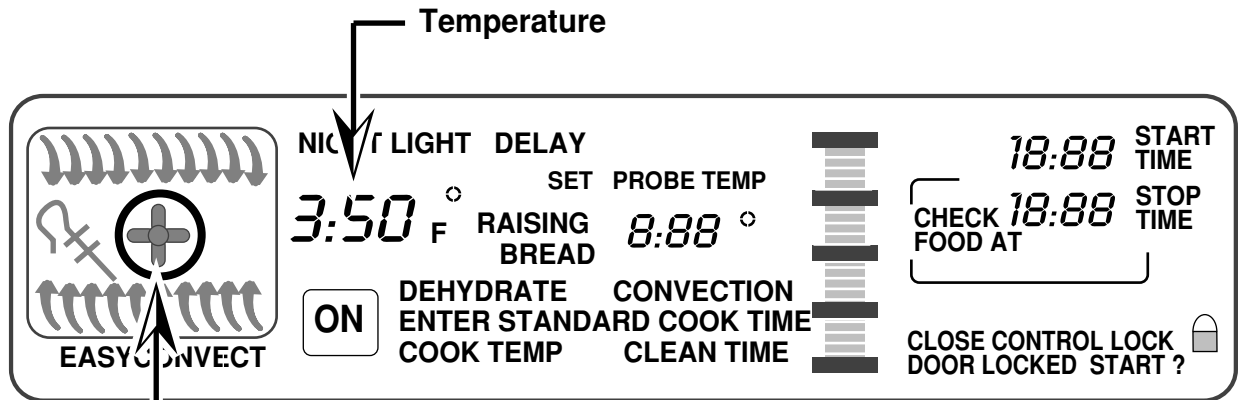 Temperature
NIGHT LIGHT DELAY
SET PROBE TEMP
3:50 ° F
RAISING BREAD
8:88 °
ON
DEHYDRATE CONVECTION
ENTER STANDARD COOK TIME
COOK TEMP CLEAN TIME
EASYCONVECT
18:88 START TIME
CHECK FOOD AT
18:88 STOP TIME
CLOSE CONTROL LOCK
DOOR LOCKED START ?